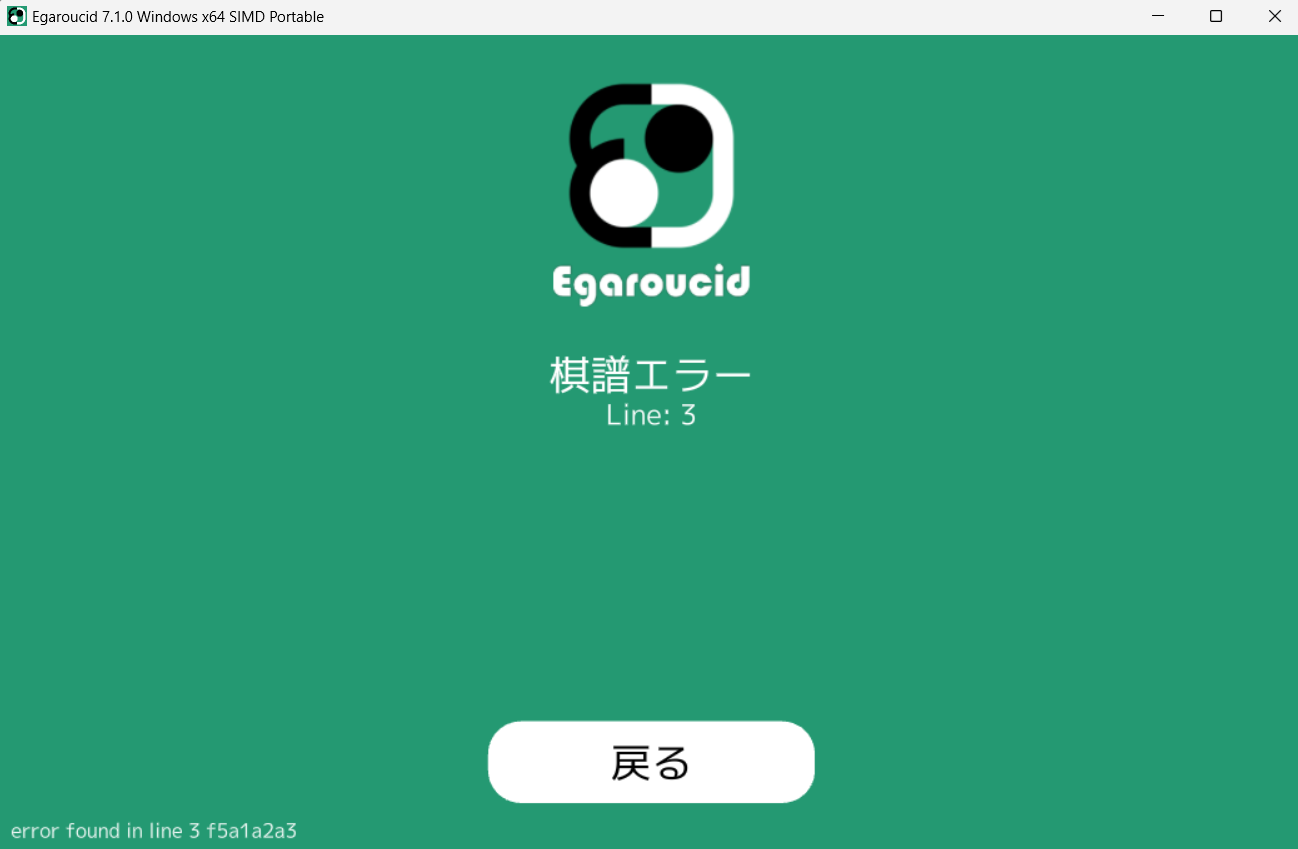 Egaroucid 7.1.0 Windows x64 SIMD Portable
Egaroucid
棋譜エラー
Line: 3
戻る
error found in line 3 f5a1a2a3